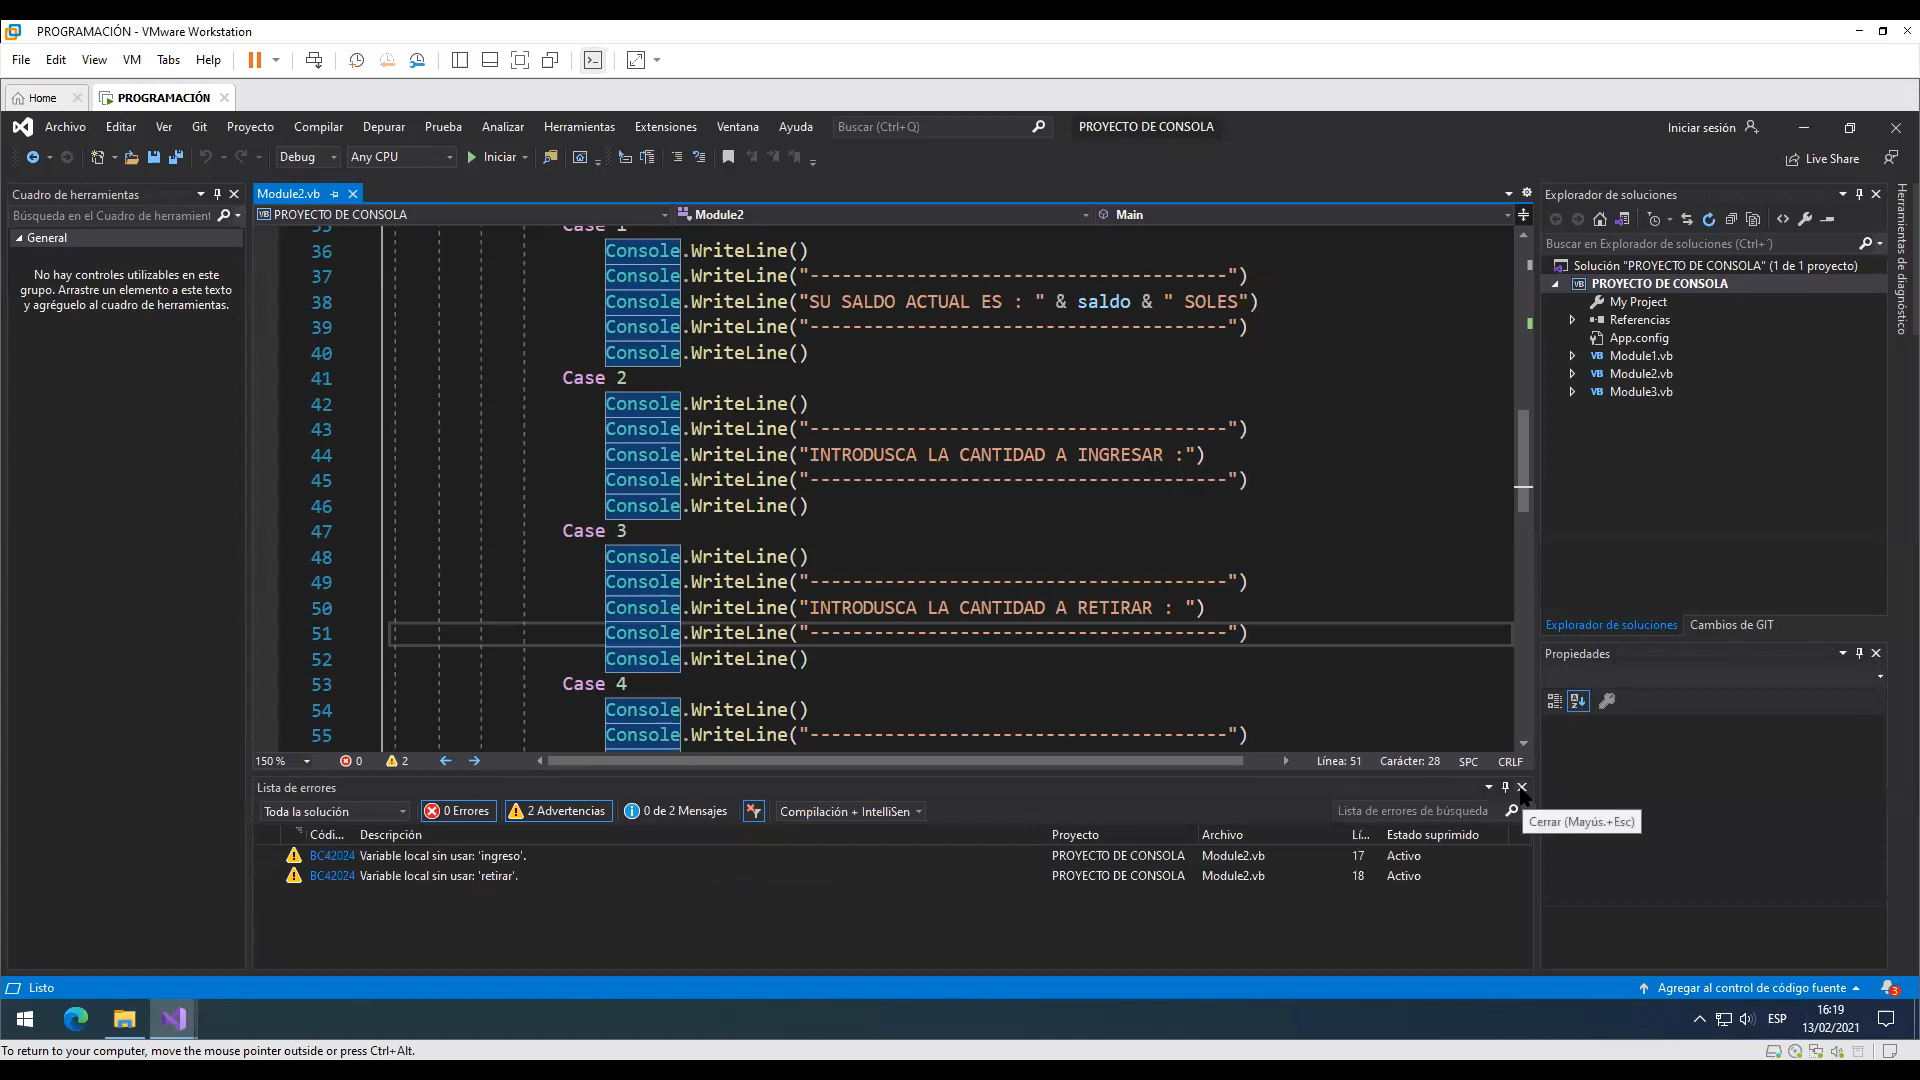 PROGRAMACIÓN - VMware Workstation
File Edit View VM Tabs Help
Home PROGRAMACIÓN
Archivo Editar Ver Git Proyecto Compilar Depurar Prueba Analizar Herramientas Extensiones Ventana Ayuda Buscar (Ctrl+Q) PROYECTO DE CONSOLA Iniciar sesión
Debug Any CPU Iniciar Live Share
Cuadro de herramientas
Búsqueda en el Cuadro de herramient
General
No hay controles utilizables en este
grupo. Arrastre un elemento a este texto
y agréguelo al cuadro de herramientas.
Module2.vb
VB PROYECTO DE CONSOLA Module2 Main
35 Case 1
36 Console.WriteLine()
37 Console.WriteLine("---------------------------------------")
38 Console.WriteLine("SU SALDO ACTUAL ES : " & saldo & " SOLES")
39 Console.WriteLine("---------------------------------------")
40 Console.WriteLine()
41 Case 2
42 Console.WriteLine()
43 Console.WriteLine("---------------------------------------")
44 Console.WriteLine("INTRODUSCA LA CANTIDAD A INGRESAR :")
45 Console.WriteLine("---------------------------------------")
46 Console.WriteLine()
47 Case 3
48 Console.WriteLine()
49 Console.WriteLine("---------------------------------------")
50 Console.WriteLine("INTRODUSCA LA CANTIDAD A RETIRAR : ")
51 Console.WriteLine("---------------------------------------")
52 Console.WriteLine()
53 Case 4
54 Console.WriteLine()
55 Console.WriteLine("---------------------------------------")
150 % 0 2 Línea: 51 Carácter: 28 SPC CRLF
Lista de errores
Toda la solución 0 Errores 2 Advertencias 0 de 2 Mensajes Compilación + IntelliSen Lista de errores de búsqueda
Cerrar (Mayús.+Esc)
Códi... Descripción Proyecto Archivo Lí... Estado suprimido
BC42024 Variable local sin usar: 'ingreso'. PROYECTO DE CONSOLA Module2.vb 17 Activo
BC42024 Variable local sin usar: 'retirar'. PROYECTO DE CONSOLA Module2.vb 18 Activo
Explorador de soluciones
Buscar en Explorador de soluciones (Ctrl+´)
Solución "PROYECTO DE CONSOLA" (1 de 1 proyecto)
VB PROYECTO DE CONSOLA
My Project
Referencias
App.config
VB Module1.vb
VB Module2.vb
VB Module3.vb
Explorador de soluciones Cambios de GIT
Propiedades
Herramientas de diagnóstico
Listo Agregar al control de código fuente 3
ESP 16:19
13/02/2021
To return to your computer, move the mouse pointer outside or press Ctrl+Alt.